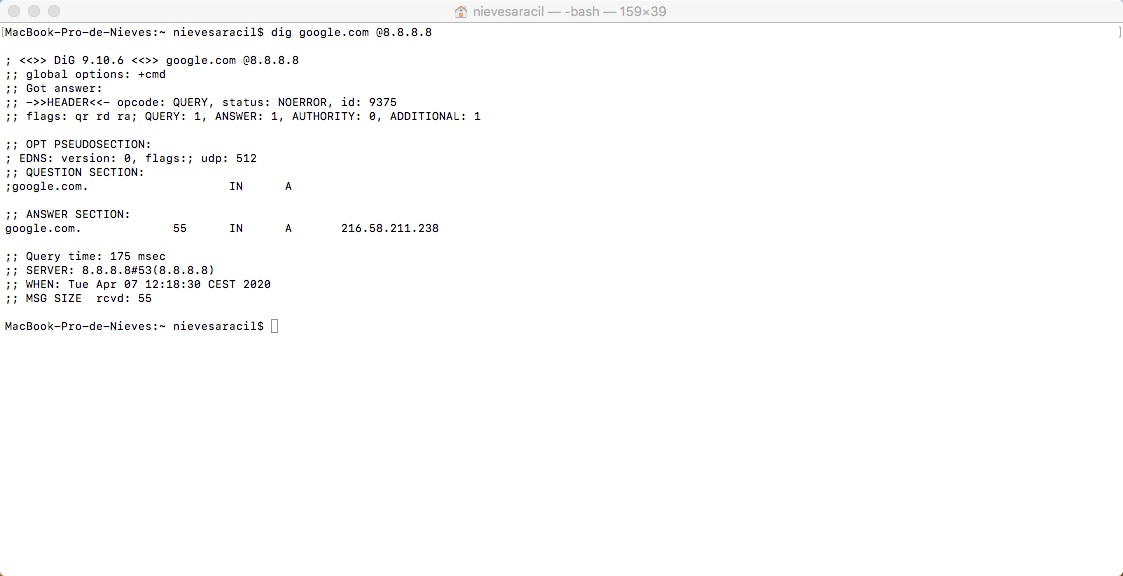 nievesaracil — -bash — 159×39
[MacBook-Pro-de-Nieves:~ nievesaracil$ dig google.com @8.8.8.8 ]
; <<>> DiG 9.10.6 <<>> google.com @8.8.8.8
;; global options: +cmd
;; Got answer:
;; ->>HEADER<<- opcode: QUERY, status: NOERROR, id: 9375
;; flags: qr rd ra; QUERY: 1, ANSWER: 1, AUTHORITY: 0, ADDITIONAL: 1
;; OPT PSEUDOSECTION:
; EDNS: version: 0, flags:; udp: 512
;; QUESTION SECTION:
;google.com. IN A
;; ANSWER SECTION:
google.com. 55 IN A 216.58.211.238
;; Query time: 175 msec
;; SERVER: 8.8.8.8#53(8.8.8.8)
;; WHEN: Tue Apr 07 12:18:30 CEST 2020
;; MSG SIZE rcvd: 55
MacBook-Pro-de-Nieves:~ nievesaracil$